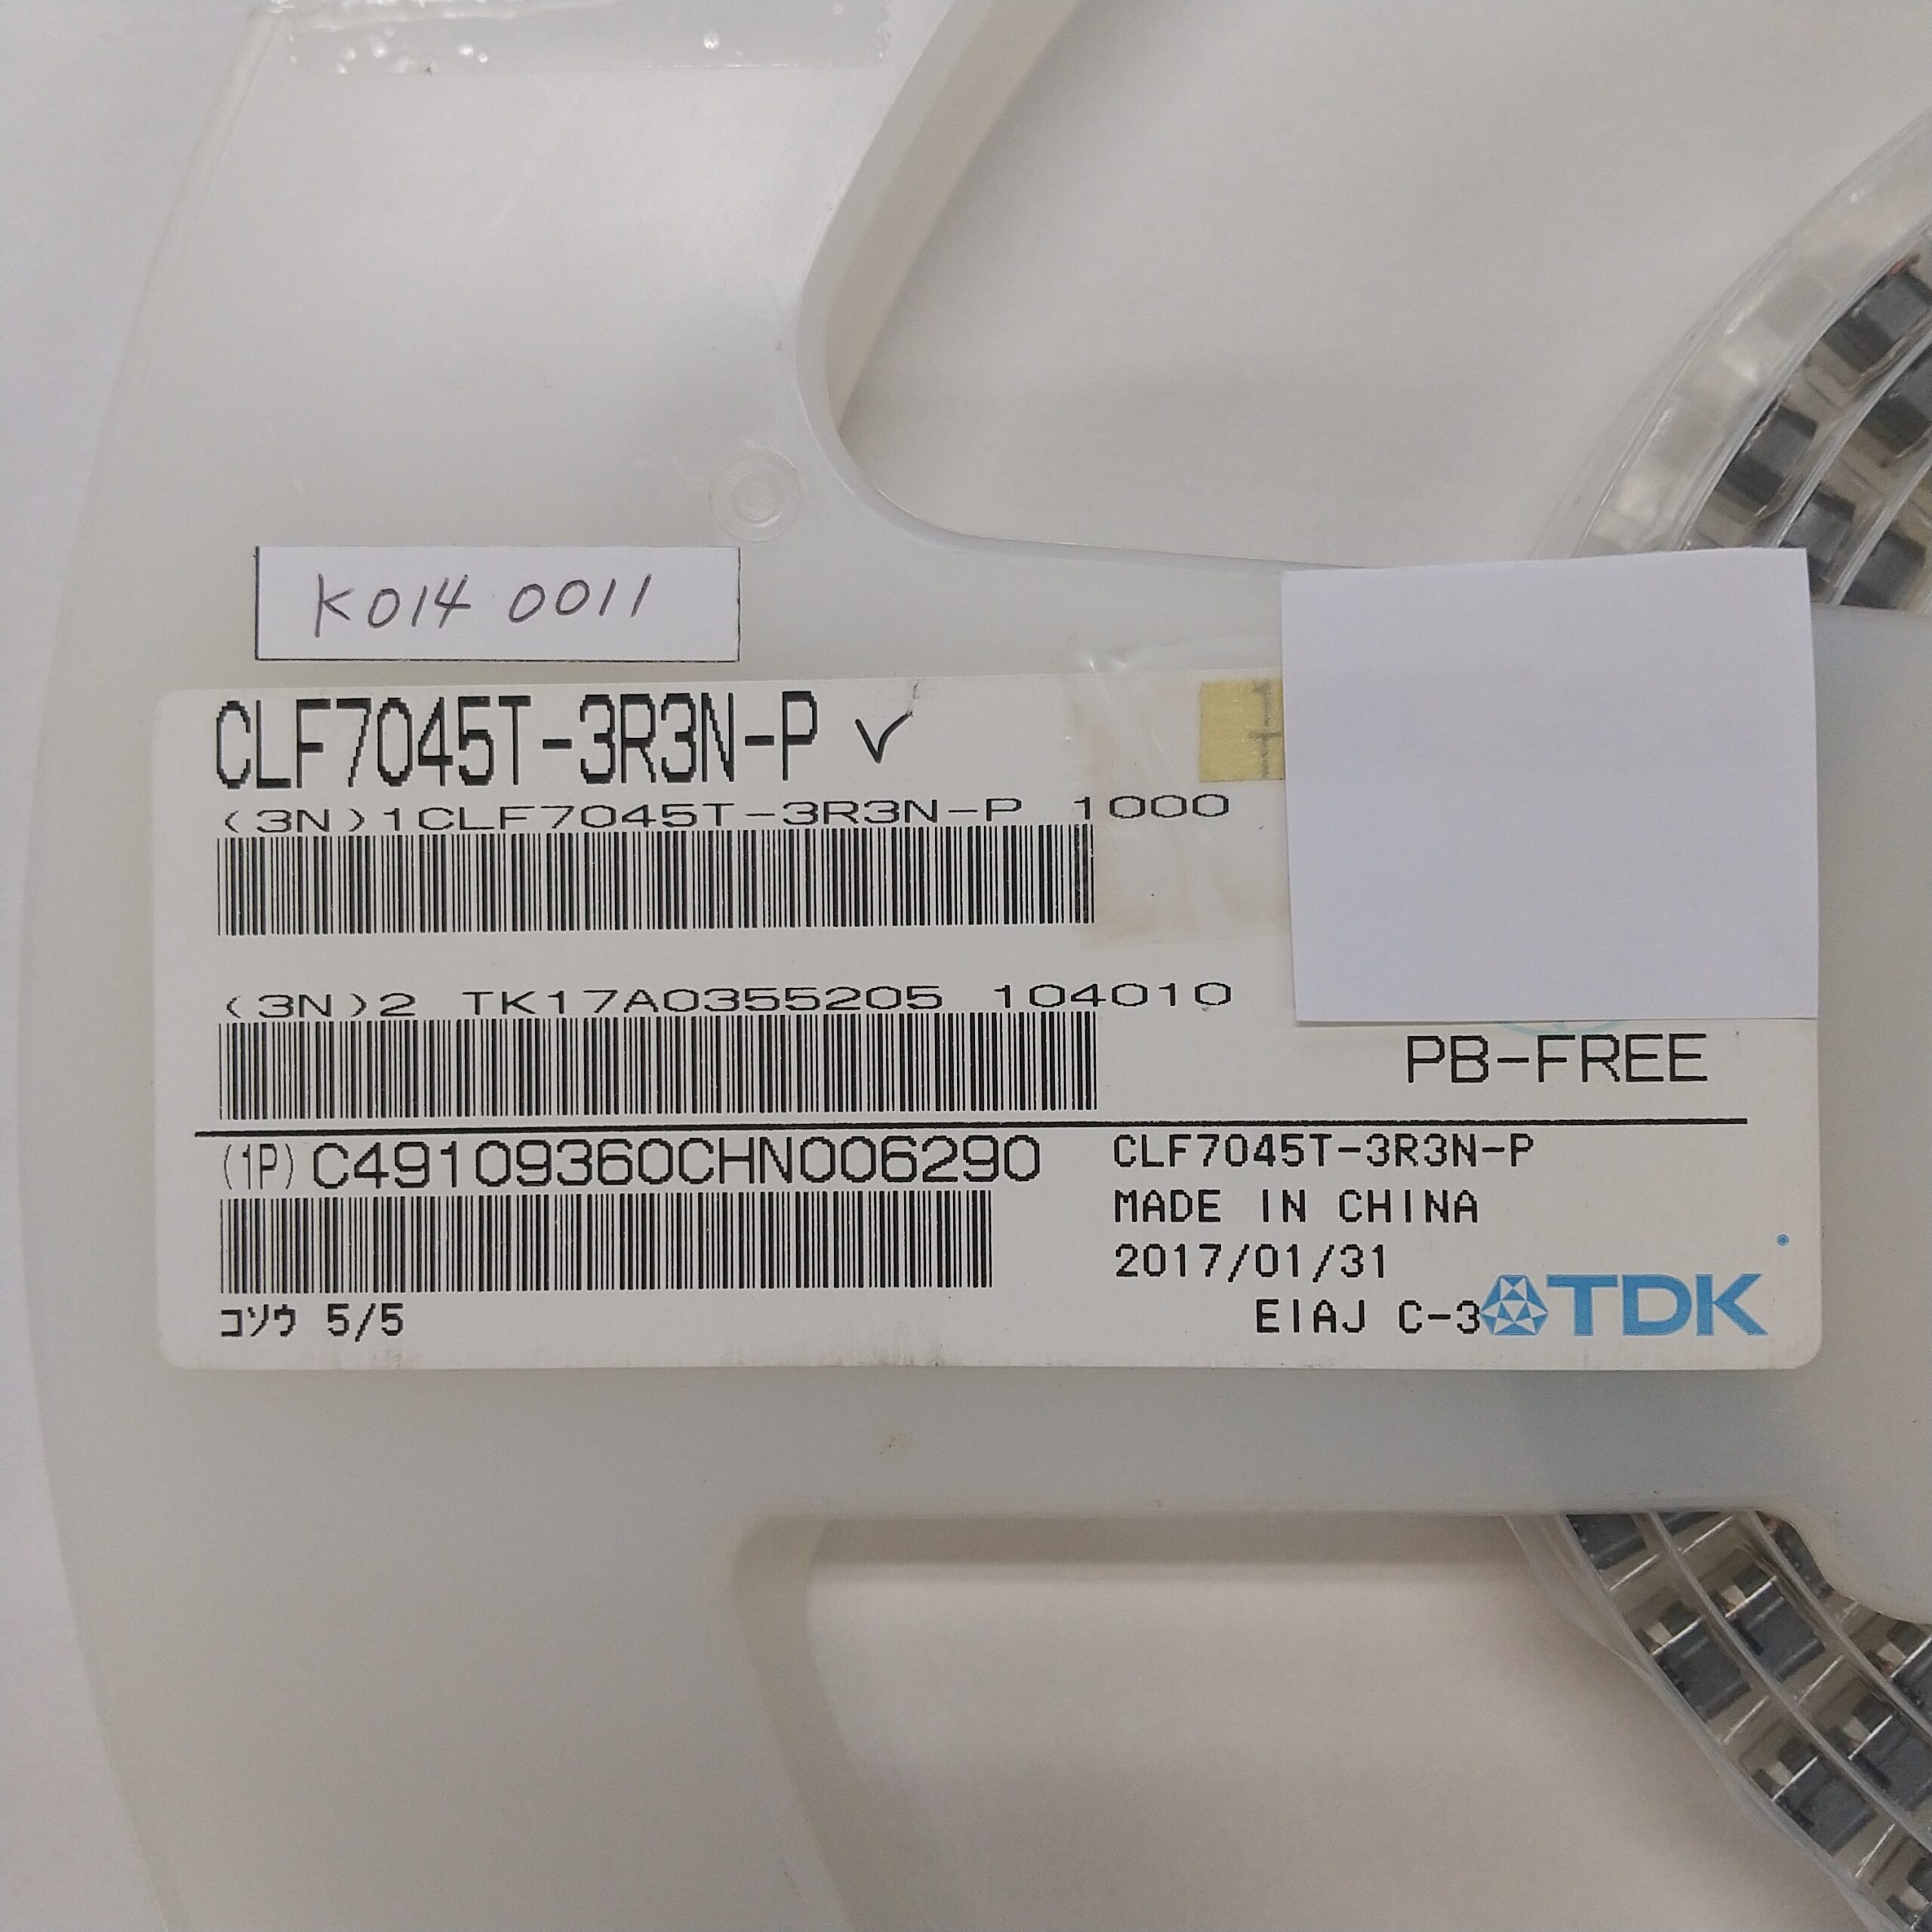 K014 0011
CLF7045T-3R3N-P ✓
(3N)1CLF7045T-3R3N-P 1000
(3N)2 TK17A0355205 104010
PB-FREE
(1P)C49109360CHN006290
CLF7045T-3R3N-P
MADE IN CHINA
2017/01/31
コソウ 5/5
EIAJ C-3
TDK